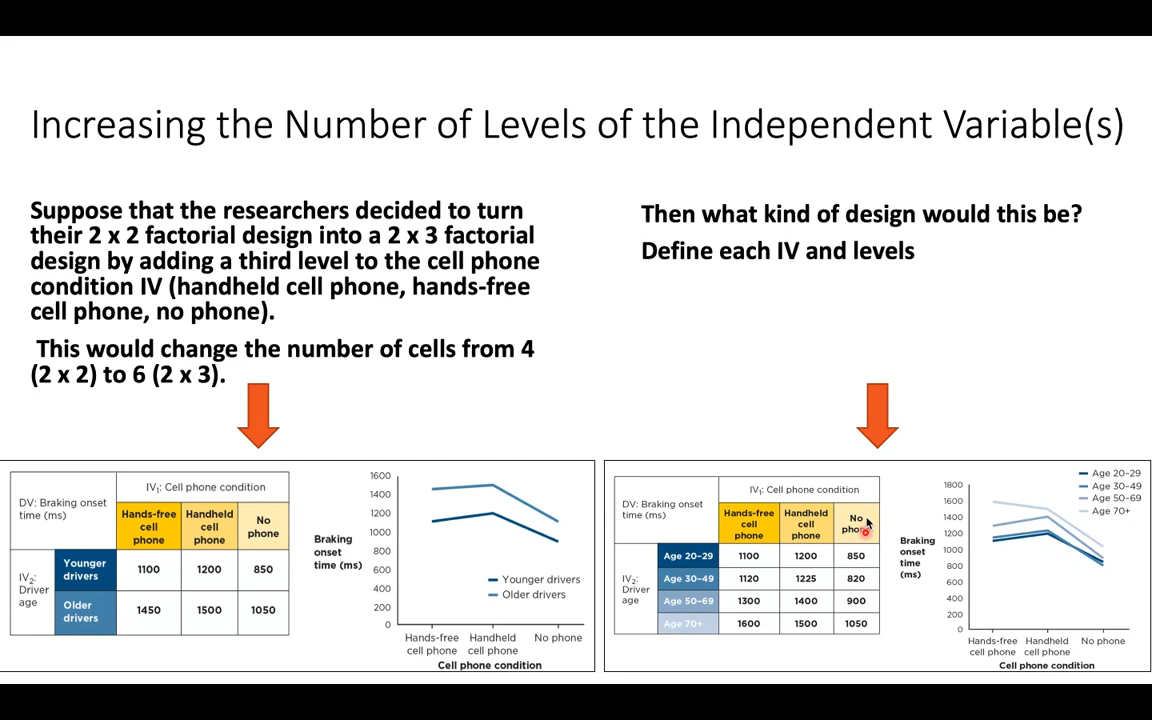 Increasing the Number of Levels of the Independent Variable(s)
Suppose that the researchers decided to turn
their 2 x 2 factorial design into a 2 x 3 factorial
design by adding a third level to the cell phone
condition IV (handheld cell phone, hands-free
cell phone, no phone).
This would change the number of cells from 4
(2 x 2) to 6 (2 x 3).
Then what kind of design would this be?
Define each IV and levels
DV: Braking onset
time (ms)
IV₁: Cell phone condition
Hands-free
cell
phone
Handheld
cell
phone
No
phone
IV₂:
Driver
age
Younger
drivers
1100 1200 850
Older
drivers
1450 1500 1050
Braking
onset
time (ms)
1600
1400
1200
1000
800
600
400
200
0
Younger drivers
Older drivers
Hands-free
cell phone
Handheld
cell phone
No phone
Cell phone condition
DV: Braking onset
time (ms)
IV₁: Cell phone condition
Hands-free
cell
phone
Handheld
cell
phone
No
IV₂:
Driver
age
Age 20–29 1100 1200 850
Age 30–49 1120 1225 820
Age 50–69 1300 1400 900
Age 70+ 1600 1500 1050
Braking
onset
time
(ms)
1800
1600
1400
1200
1000
800
600
400
200
0
Age 20–29
Age 30–49
Age 50–69
Age 70+
Hands-free
cell phone
Handheld
cell phone
No phone
Cell phone condition